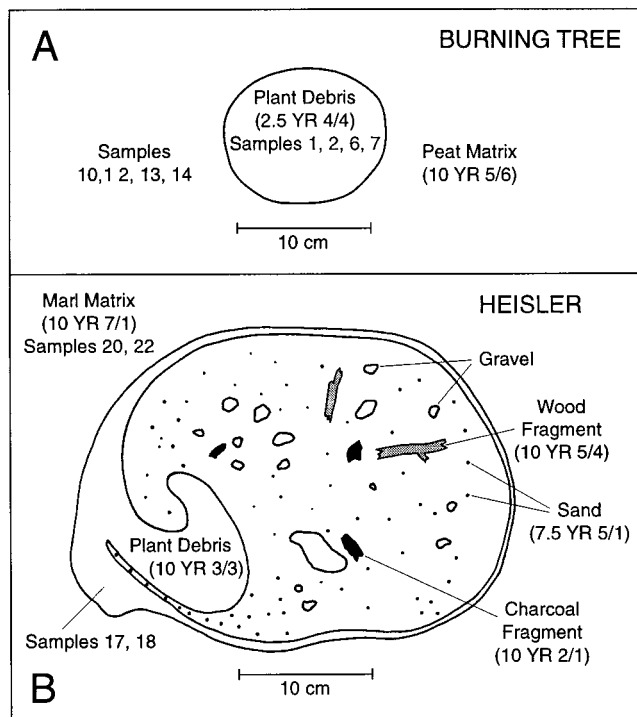 A
BURNING TREE
Plant Debris
(2.5 YR 4/4)
Samples 1, 2, 6, 7
Samples
10,1 2, 13, 14
Peat Matrix
(10 YR 5/6)
10 cm
Marl Matrix
(10 YR 7/1)
Samples 20, 22
HEISLER
Gravel
Wood
Fragment
(10 YR 5/4)
Sand
(7.5 YR 5/1)
Plant Debris
(10 YR 3/3)
Samples 17, 18
Charcoal
Fragment
(10 YR 2/1)
B
10 cm